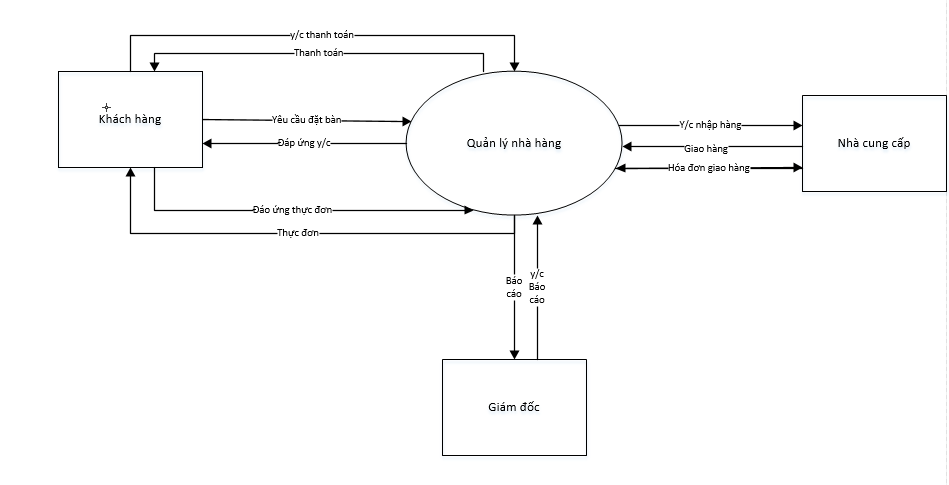 y/c thanh toán
Thanh toán
Khách hàng
Yêu cầu đặt bàn
Đáp ứng y/c
Quản lý nhà hàng
Y/c nhập hàng
Giao hàng
Hóa đơn giao hàng
Nhà cung cấp
Đáo ứng thực đơn
Thực đơn
Báo
cáo
y/c
Báo
cáo
Giám đốc